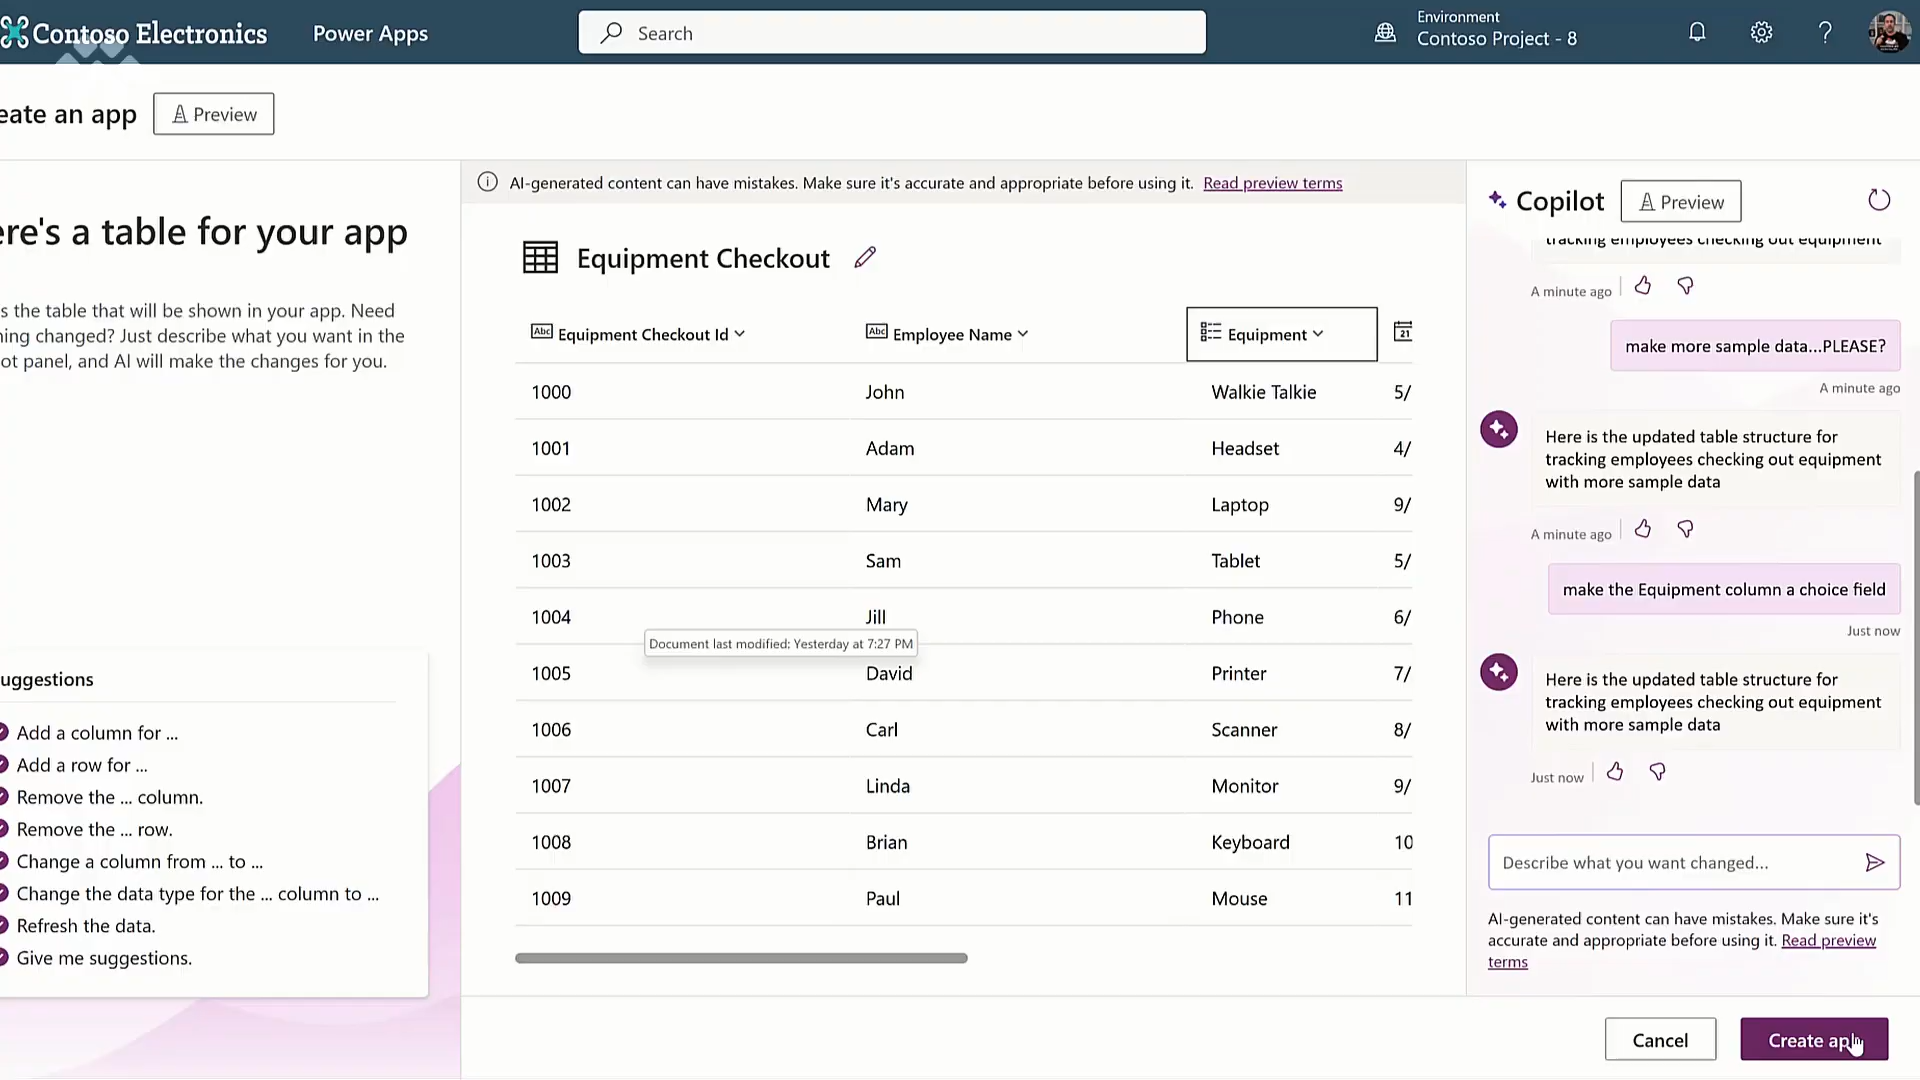 Contoso Electronics
Power Apps
Search
Environment
Contoso Project - 8
eate an app
Preview
ere's a table for your app
s the table that will be shown in your app. Need
ning changed? Just describe what you want in the
ot panel, and AI will make the changes for you.
uggestions
Add a column for ...
Add a row for ...
Remove the ... column.
Remove the ... row.
Change a column from ... to ...
Change the data type for the ... column to ...
Refresh the data.
Give me suggestions.
AI-generated content can have mistakes. Make sure it's accurate and appropriate before using it. Read preview terms
Equipment Checkout
Abc Equipment Checkout Id Abc Employee Name Equipment 21
1000 John Walkie Talkie 5/
1001 Adam Headset 4/
1002 Mary Laptop 9/
1003 Sam Tablet 5/
1004 Jill Phone 6/
Document last modified: Yesterday at 7:27 PM
1005 David Printer 7/
1006 Carl Scanner 8/
1007 Linda Monitor 9/
1008 Brian Keyboard 10
1009 Paul Mouse 11
Copilot
Preview
tracking employees checking out equipment
A minute ago
make more sample data...PLEASE?
A minute ago
Here is the updated table structure for
tracking employees checking out equipment
with more sample data
A minute ago
make the Equipment column a choice field
Just now
Here is the updated table structure for
tracking employees checking out equipment
with more sample data
Just now
Describe what you want changed...
AI-generated content can have mistakes. Make sure it's
accurate and appropriate before using it. Read preview
terms
Cancel
Create app